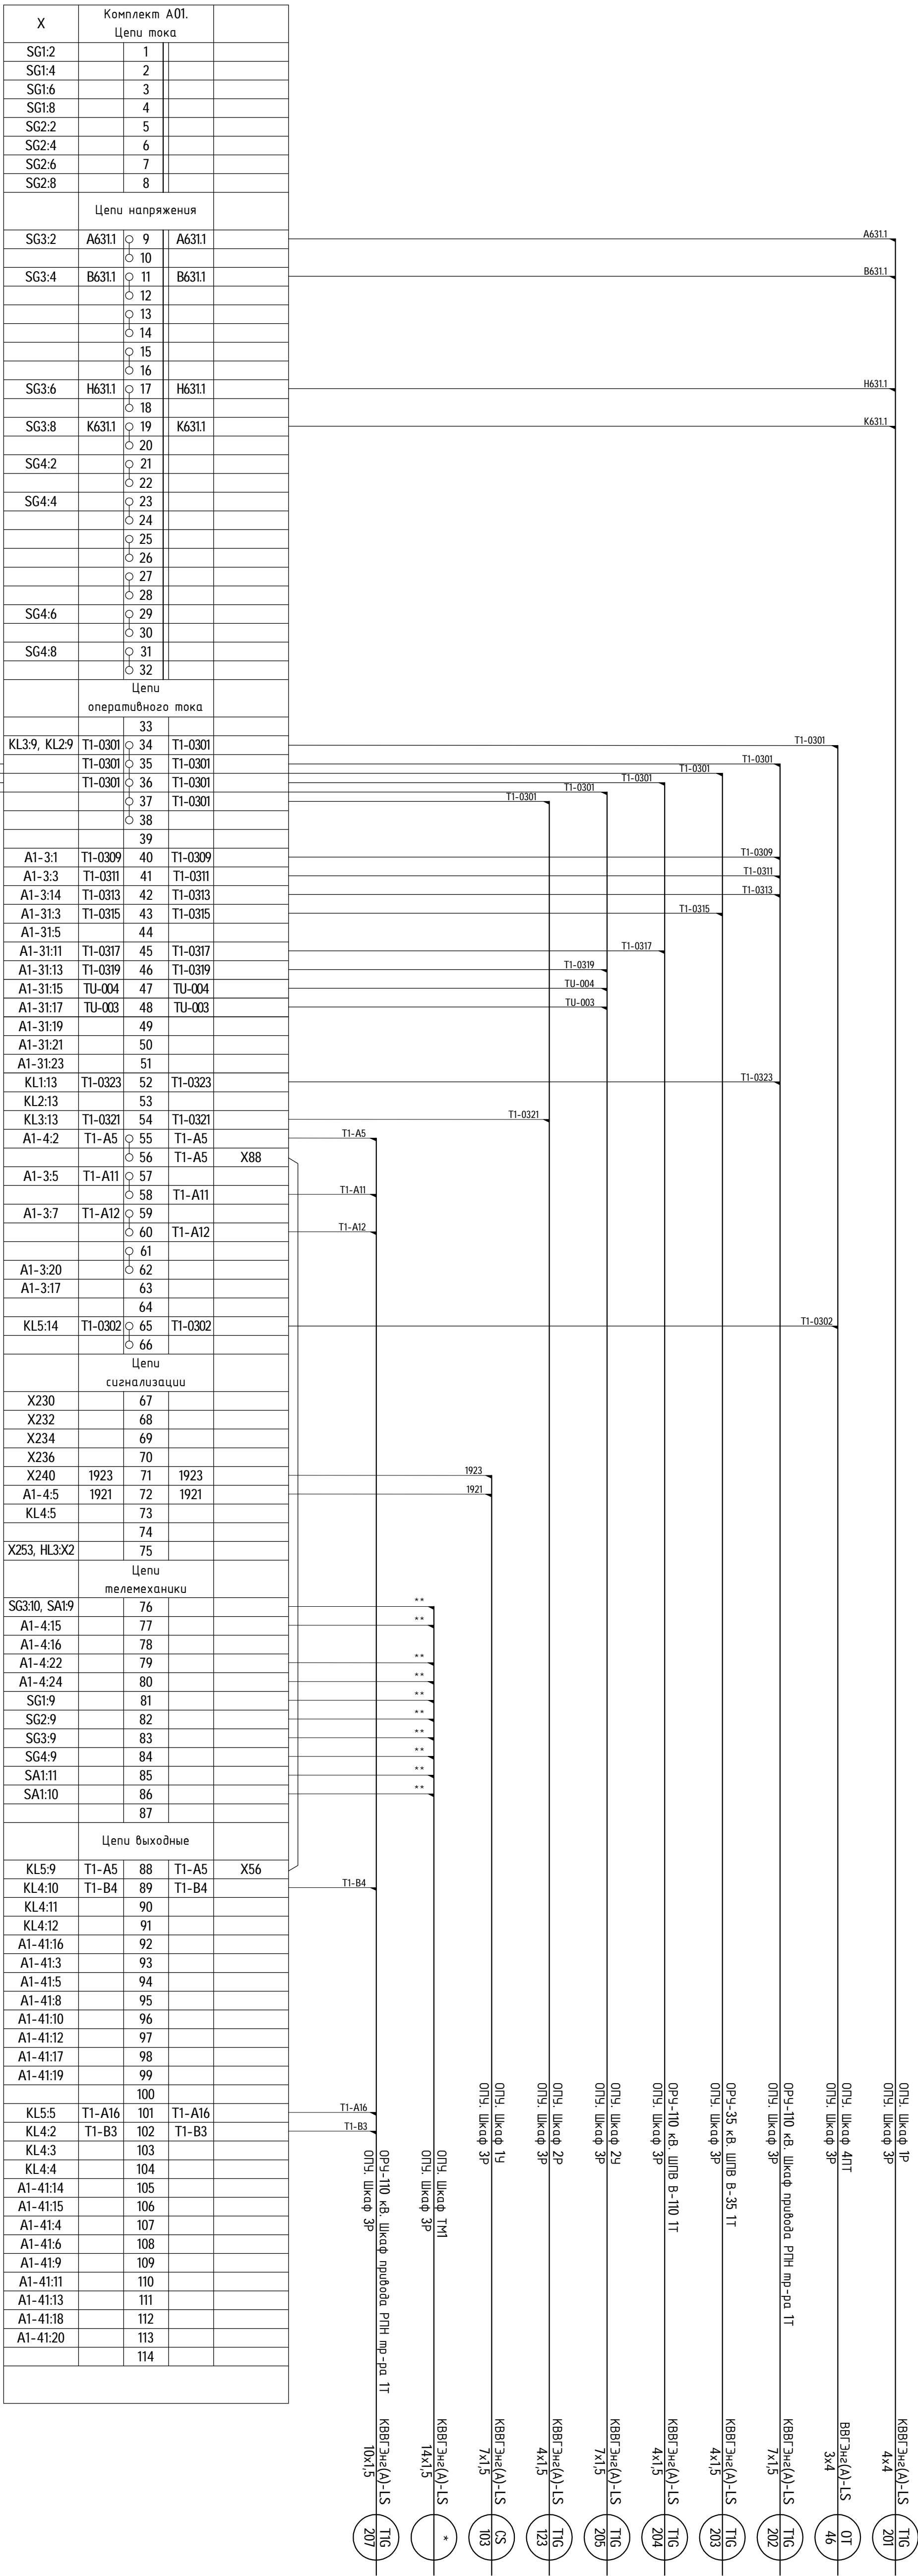 X
Комплект А01.
Цепи тока
SG1:2 1
SG1:4 2
SG1:6 3
SG1:8 4
SG2:2 5
SG2:4 6
SG2:6 7
SG2:8 8
Цепи напряжения
SG3:2 A631.1 9 A631.1 A631.1
10
SG3:4 B631.1 11 B631.1 B631.1
12
13
14
15
16
SG3:6 H631.1 17 H631.1 H631.1
18
SG3:8 K631.1 19 K631.1 K631.1
20
SG4:2 21
22
SG4:4 23
24
25
26
27
28
SG4:6 29
30
SG4:8 31
32
Цепи
оперативного тока
33
KL3:9, KL2:9 T1-0301 34 T1-0301 T1-0301
T1-0301 35 T1-0301 T1-0301
T1-0301
T1-0301 36 T1-0301 T1-0301
T1-0301
37 T1-0301 T1-0301
38
39
A1-3:1 T1-0309 40 T1-0309 T1-0309
A1-3:3 T1-0311 41 T1-0311 T1-0311
A1-3:14 T1-0313 42 T1-0313 T1-0313
A1-31:3 T1-0315 43 T1-0315 T1-0315
A1-31:5 44
A1-31:11 T1-0317 45 T1-0317 T1-0317
A1-31:13 T1-0319 46 T1-0319 T1-0319
A1-31:15 TU-004 47 TU-004 TU-004
A1-31:17 TU-003 48 TU-003 TU-003
A1-31:19 49
A1-31:21 50
A1-31:23 51
KL1:13 T1-0323 52 T1-0323 T1-0323
KL2:13 53
KL3:13 T1-0321 54 T1-0321 T1-0321
A1-4:2 T1-A5 55 T1-A5 T1-A5
56 T1-A5 X88
A1-3:5 T1-A11 57
58 T1-A11 T1-A11
A1-3:7 T1-A12 59
60 T1-A12 T1-A12
61
A1-3:20 62
A1-3:17 63
64
KL5:14 T1-0302 65 T1-0302 T1-0302
66
Цепи
сигнализации
X230 67
X232 68
X234 69
X236 70
X240 1923 71 1923 1923
A1-4:5 1921 72 1921 1921
KL4:5 73
74
X253, HL3:X2 75
Цепи
телемеханики
SG3:10, SA1:9 76 **
A1-4:15 77 **
A1-4:16 78
A1-4:22 79 **
A1-4:24 80 **
SG1:9 81 **
SG2:9 82 **
SG3:9 83 **
SG4:9 84 **
SA1:11 85 **
SA1:10 86 **
87
Цепи выходные
KL5:9 T1-A5 88 T1-A5 X56
KL4:10 T1-B4 89 T1-B4 T1-B4
KL4:11 90
KL4:12 91
A1-41:16 92
A1-41:3 93
A1-41:5 94
A1-41:8 95
A1-41:10 96
A1-41:12 97
A1-41:17 98
A1-41:19 99
100
KL5:5 T1-A16 101 T1-A16 T1-A16
KL4:2 T1-B3 102 T1-B3 T1-B3
KL4:3 103
KL4:4 104
A1-41:14 105
A1-41:15 106
A1-41:4 107
A1-41:6 108
A1-41:9 109
A1-41:11 110
A1-41:13 111
A1-41:18 112
A1-41:20 113
114
ОРУ-110 кВ. Шкаф привода РПН тр-ра 1Т
ОПУ. Шкаф 3Р
КВВГЭнг(А)-LS
10x1,5
T1G
207
ОПУ. Шкаф ТМ1
ОПУ. Шкаф 3Р
КВВГЭнг(А)-LS
14x1,5
*
ОПУ. Шкаф 1У
ОПУ. Шкаф 3Р
КВВГЭнг(А)-LS
7x1,5
CS
103
ОПУ. Шкаф 2Р
ОПУ. Шкаф 3Р
КВВГЭнг(А)-LS
4x1,5
T1G
123
ОПУ. Шкаф 2У
ОПУ. Шкаф 3Р
КВВГЭнг(А)-LS
7x1,5
T1G
205
ОРУ-110 кВ. ШПВ В-110 1Т
ОПУ. Шкаф 3Р
КВВГЭнг(А)-LS
4x1,5
T1G
204
ОРУ-35 кВ. ШПВ В-35 1Т
ОПУ. Шкаф 3Р
КВВГЭнг(А)-LS
4x1,5
T1G
203
ОРУ-110 кВ. Шкаф привода РПН тр-ра 1Т
ОПУ. Шкаф 3Р
КВВГЭнг(А)-LS
7x1,5
T1G
202
ОПУ. Шкаф 4ПТ
ОПУ. Шкаф 3Р
ВВГЭнг(А)-LS
3x4
OT
46
ОПУ. Шкаф 1Р
ОПУ. Шкаф 3Р
КВВГЭнг(А)-LS
4x4
T1G
201